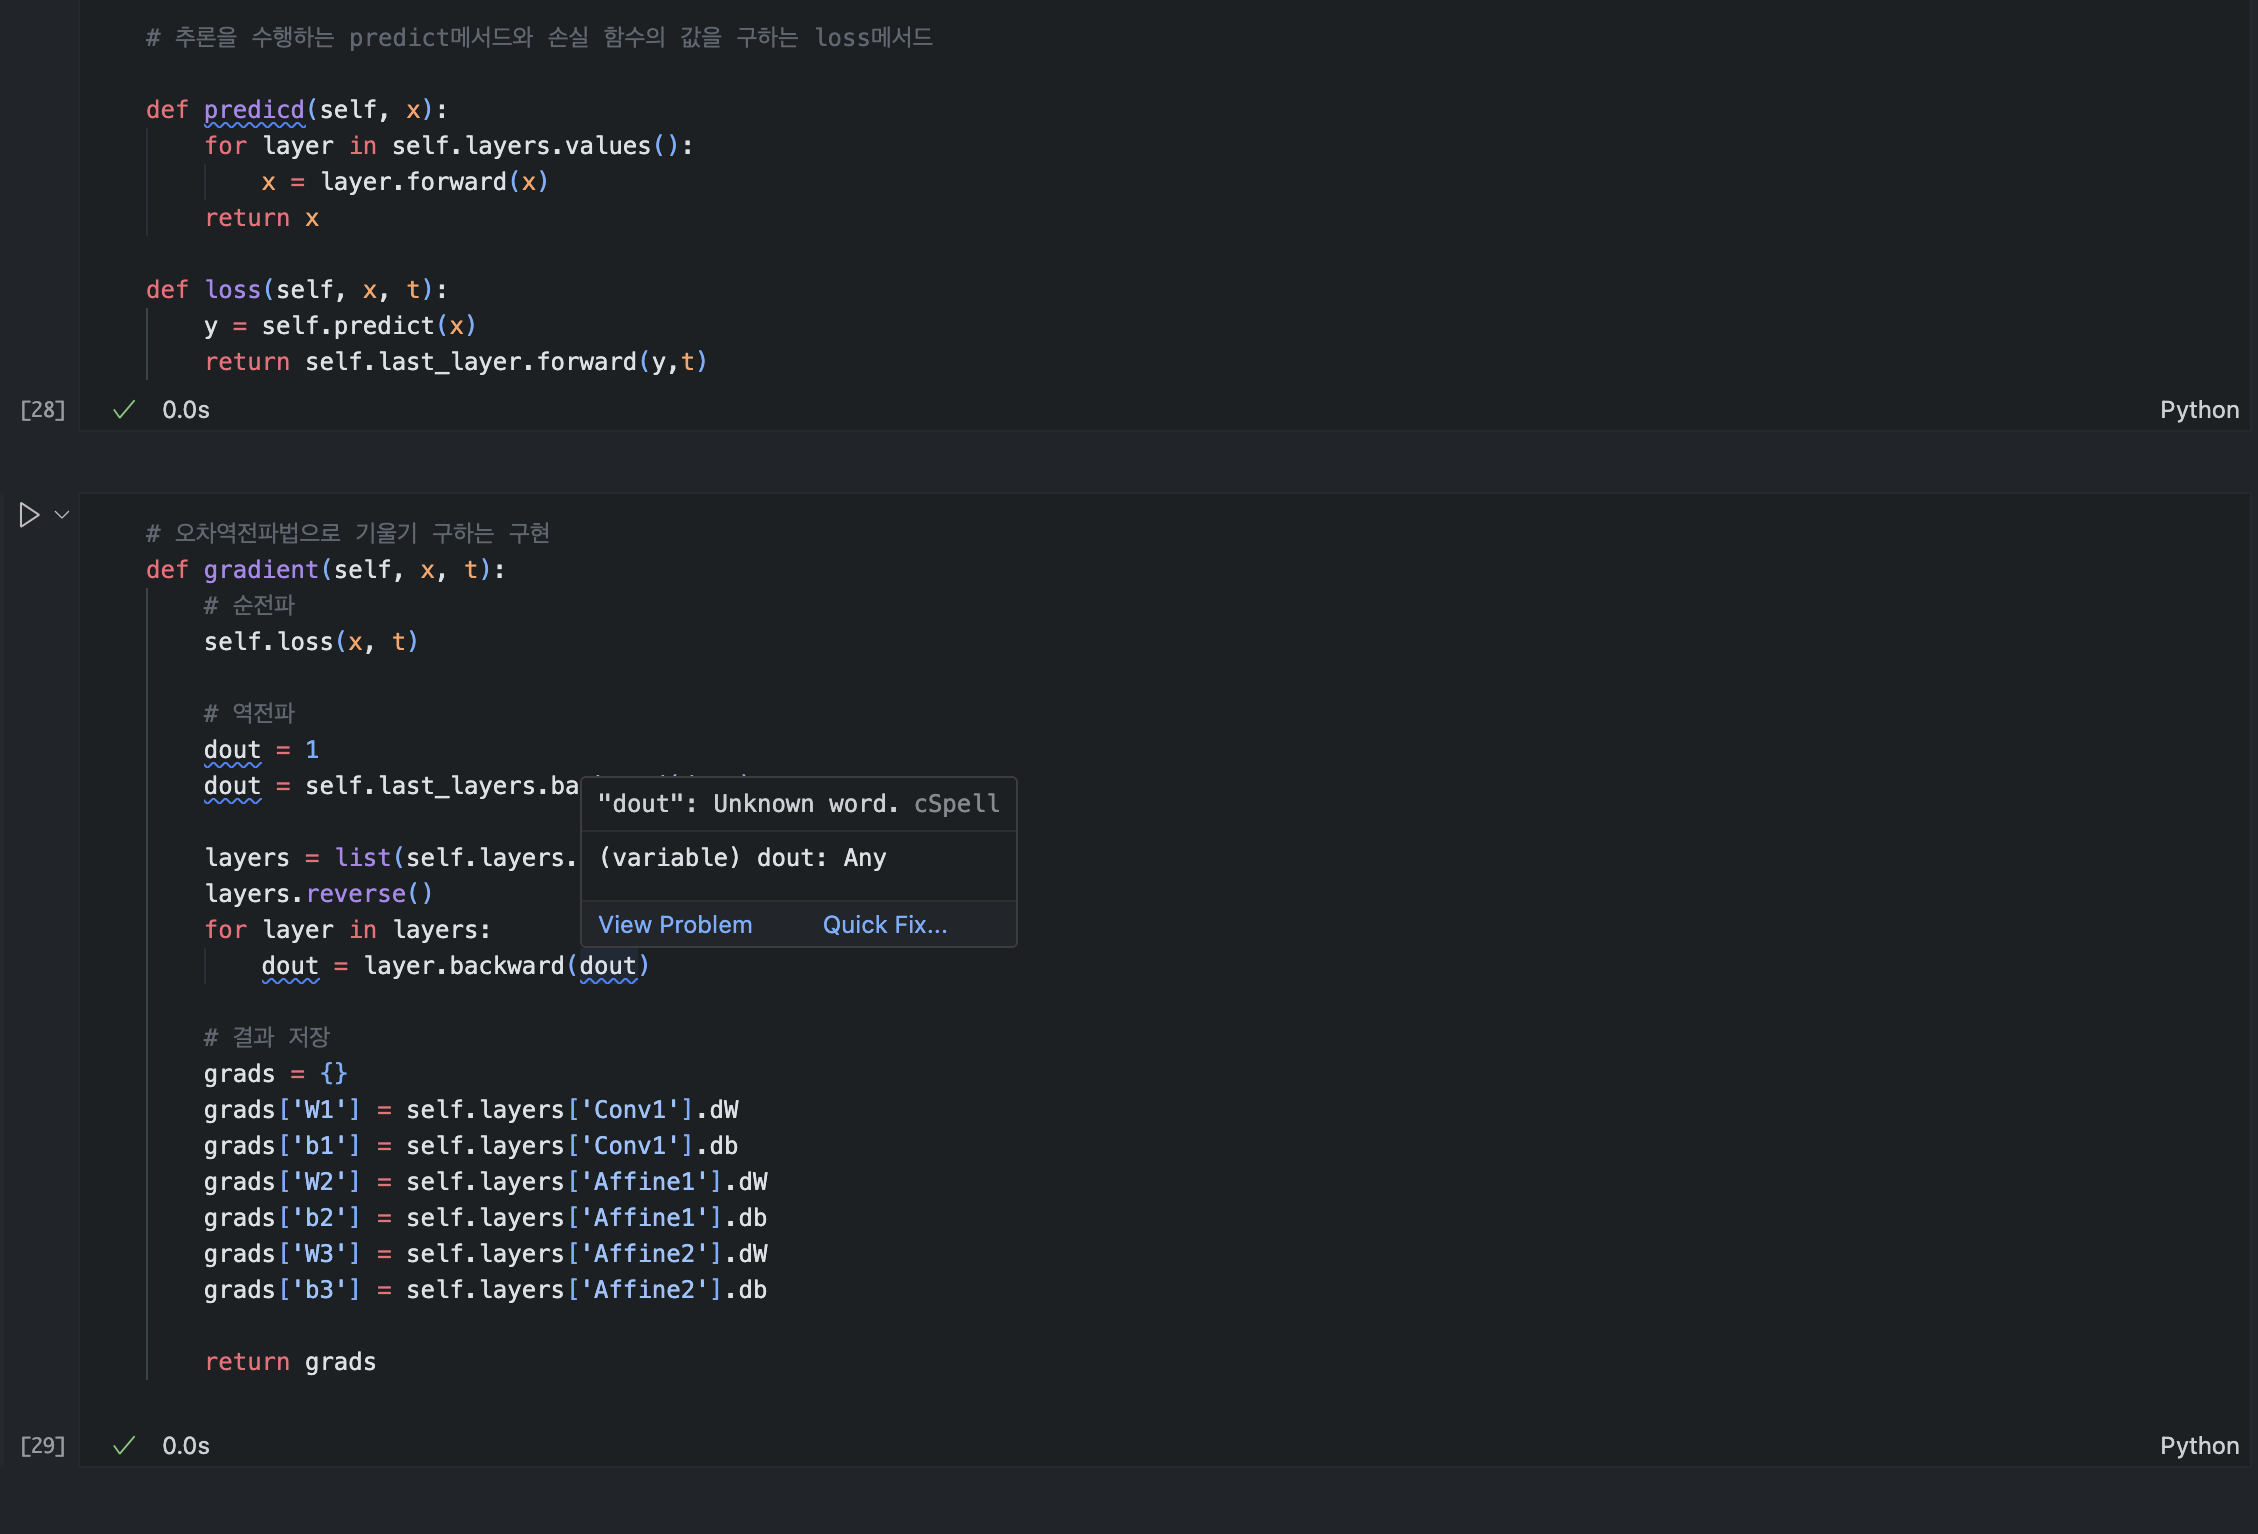 # 추론을 수행하는 predict메서드와 손실 함수의 값을 구하는 loss메서드
def predicd(self, x):
for layer in self.layers.values():
x = layer.forward(x)
return x
def loss(self, x, t):
y = self.predict(x)
return self.last_layer.forward(y,t)
[28] 0.0s Python
# 오차역전파법으로 기울기 구하는 구현
def gradient(self, x, t):
# 순전파
self.loss(x, t)
# 역전파
dout = 1
dout = self.last_layers.ba
"dout": Unknown word. cSpell
layers = list(self.layers.
(variable) dout: Any
layers.reverse()
for layer in layers:
View Problem Quick Fix...
dout = layer.backward(dout)
# 결과 저장
grads = {}
grads['W1'] = self.layers['Conv1'].dW
grads['b1'] = self.layers['Conv1'].db
grads['W2'] = self.layers['Affine1'].dW
grads['b2'] = self.layers['Affine1'].db
grads['W3'] = self.layers['Affine2'].dW
grads['b3'] = self.layers['Affine2'].db
return grads
[29] 0.0s Python